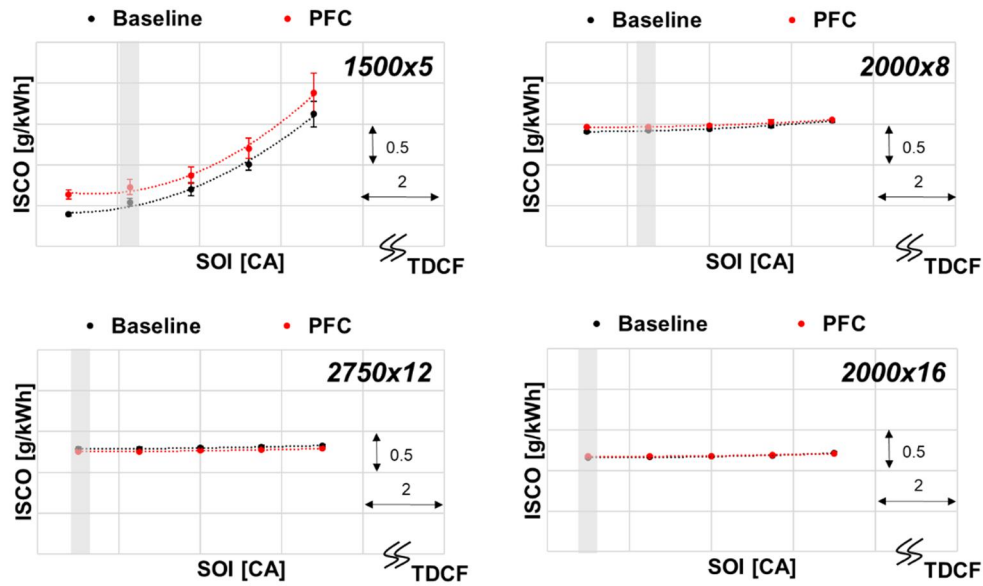 Baseline PFC
1500x5
ISCO [g/kWh]
0.5
2
SOI [CA]
TDCF
Baseline PFC
2000x8
ISCO [g/kWh]
0.5
2
SOI [CA]
TDCF
Baseline PFC
2750x12
ISCO [g/kWh]
0.5
2
SOI [CA]
TDCF
Baseline PFC
2000x16
ISCO [g/kWh]
0.5
2
SOI [CA]
TDCF